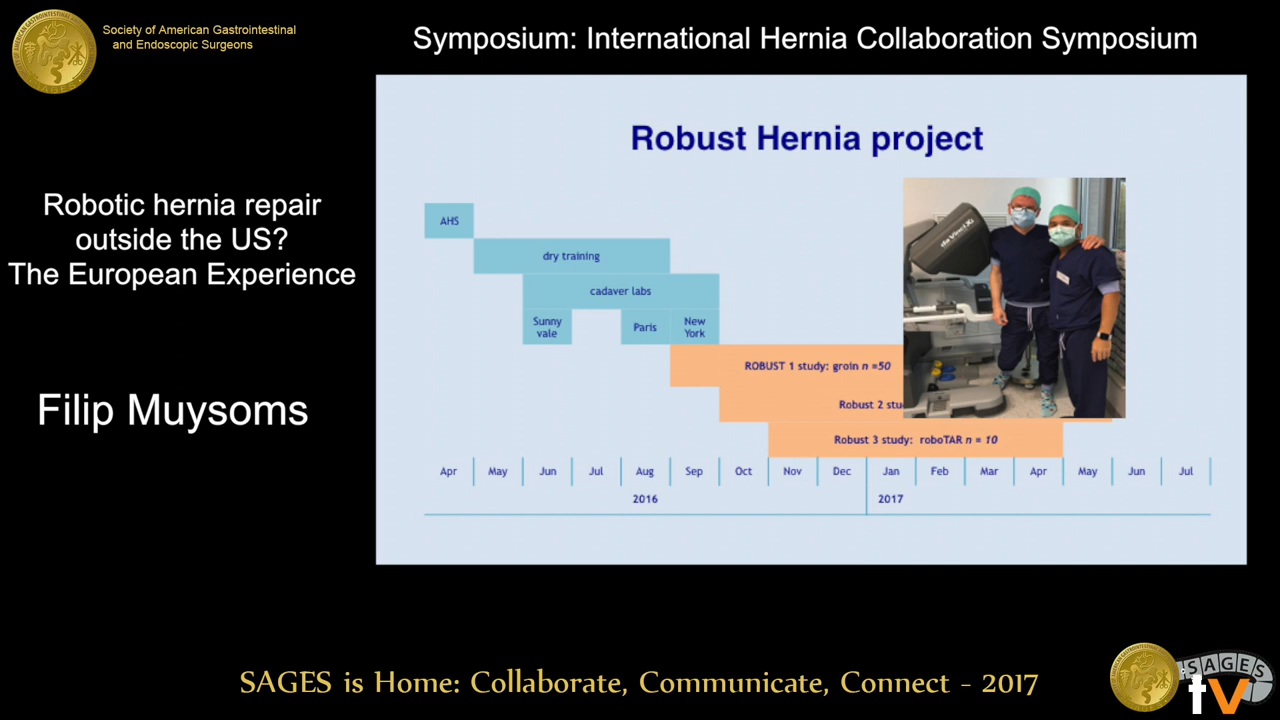 Society of American Gastrointestinal
and Endoscopic Surgeons
Symposium: International Hernia Collaboration Symposium
Robotic hernia repair
outside the US?
The European Experience
Filip Muysoms
Robust Hernia project
AHS
dry training
cadaver labs
Sunny
vale
Paris
New
York
ROBUST 1 study: groin n =50
Robust 2 stu
Robust 3 study: roboTAR n = 10
Apr May Jun Jul Aug Sep Oct Nov Dec Jan Feb Mar Apr May Jun Jul
2016 2017
da Vinci Xi
SAGES is Home: Collaborate, Communicate, Connect - 2017
SAGES
tv